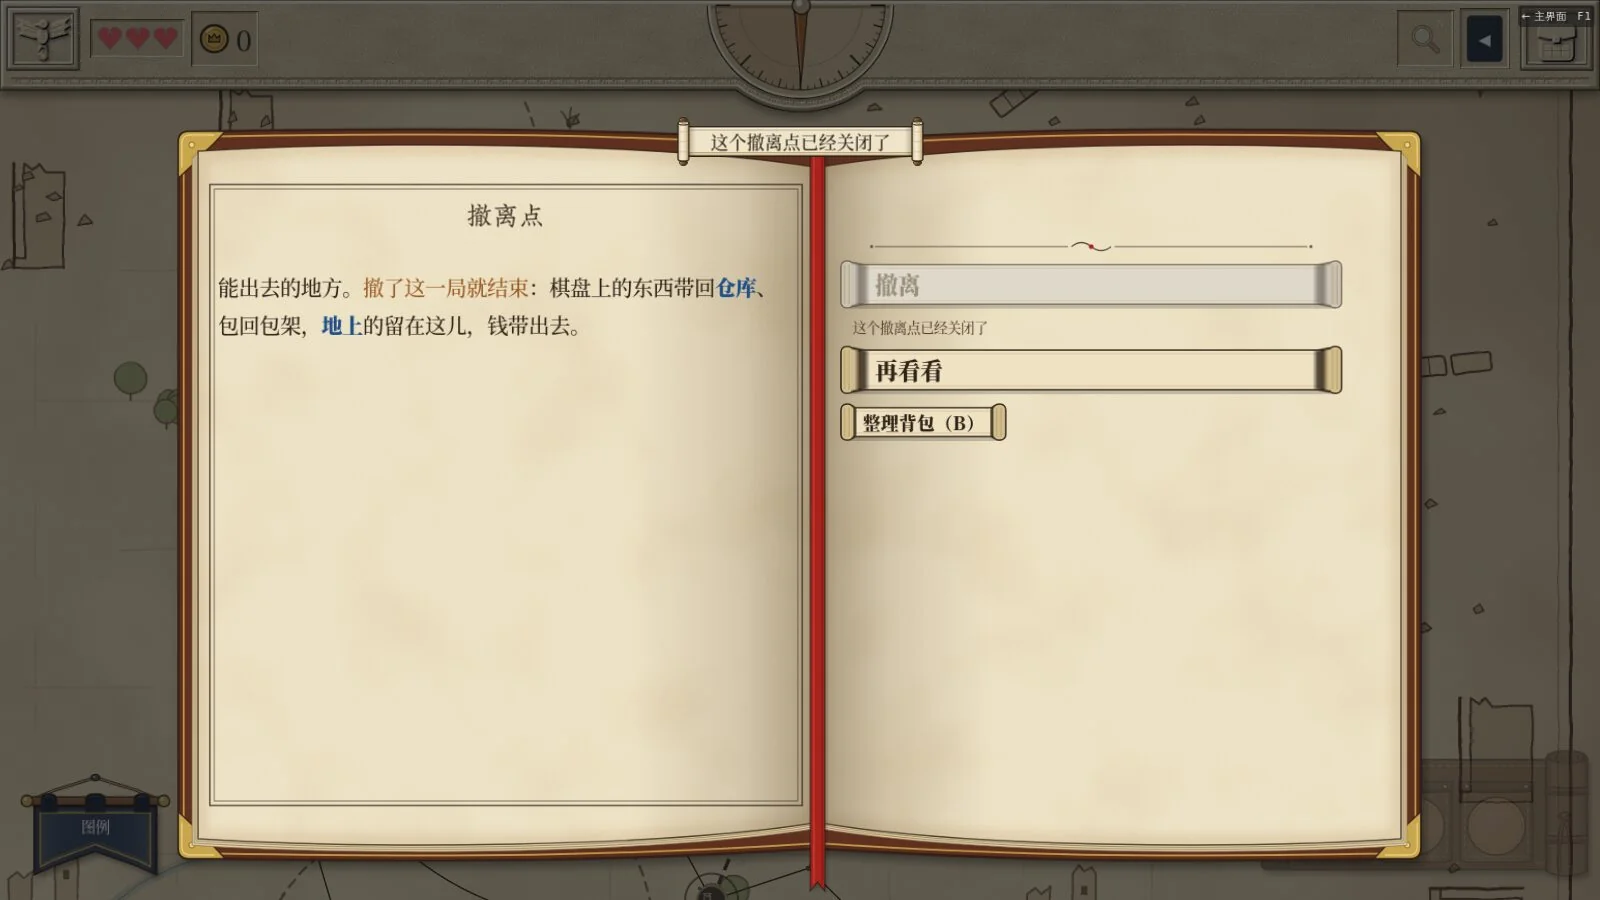 0
← 主界面 F1
这个撤离点已经关闭了
撤离点
能出去的地方。撤了这一局就结束：棋盘上的东西带回仓库、
包回包架，地上的留在这儿，钱带出去。
撤离
这个撤离点已经关闭了
再看看
整理背包（B）
图例